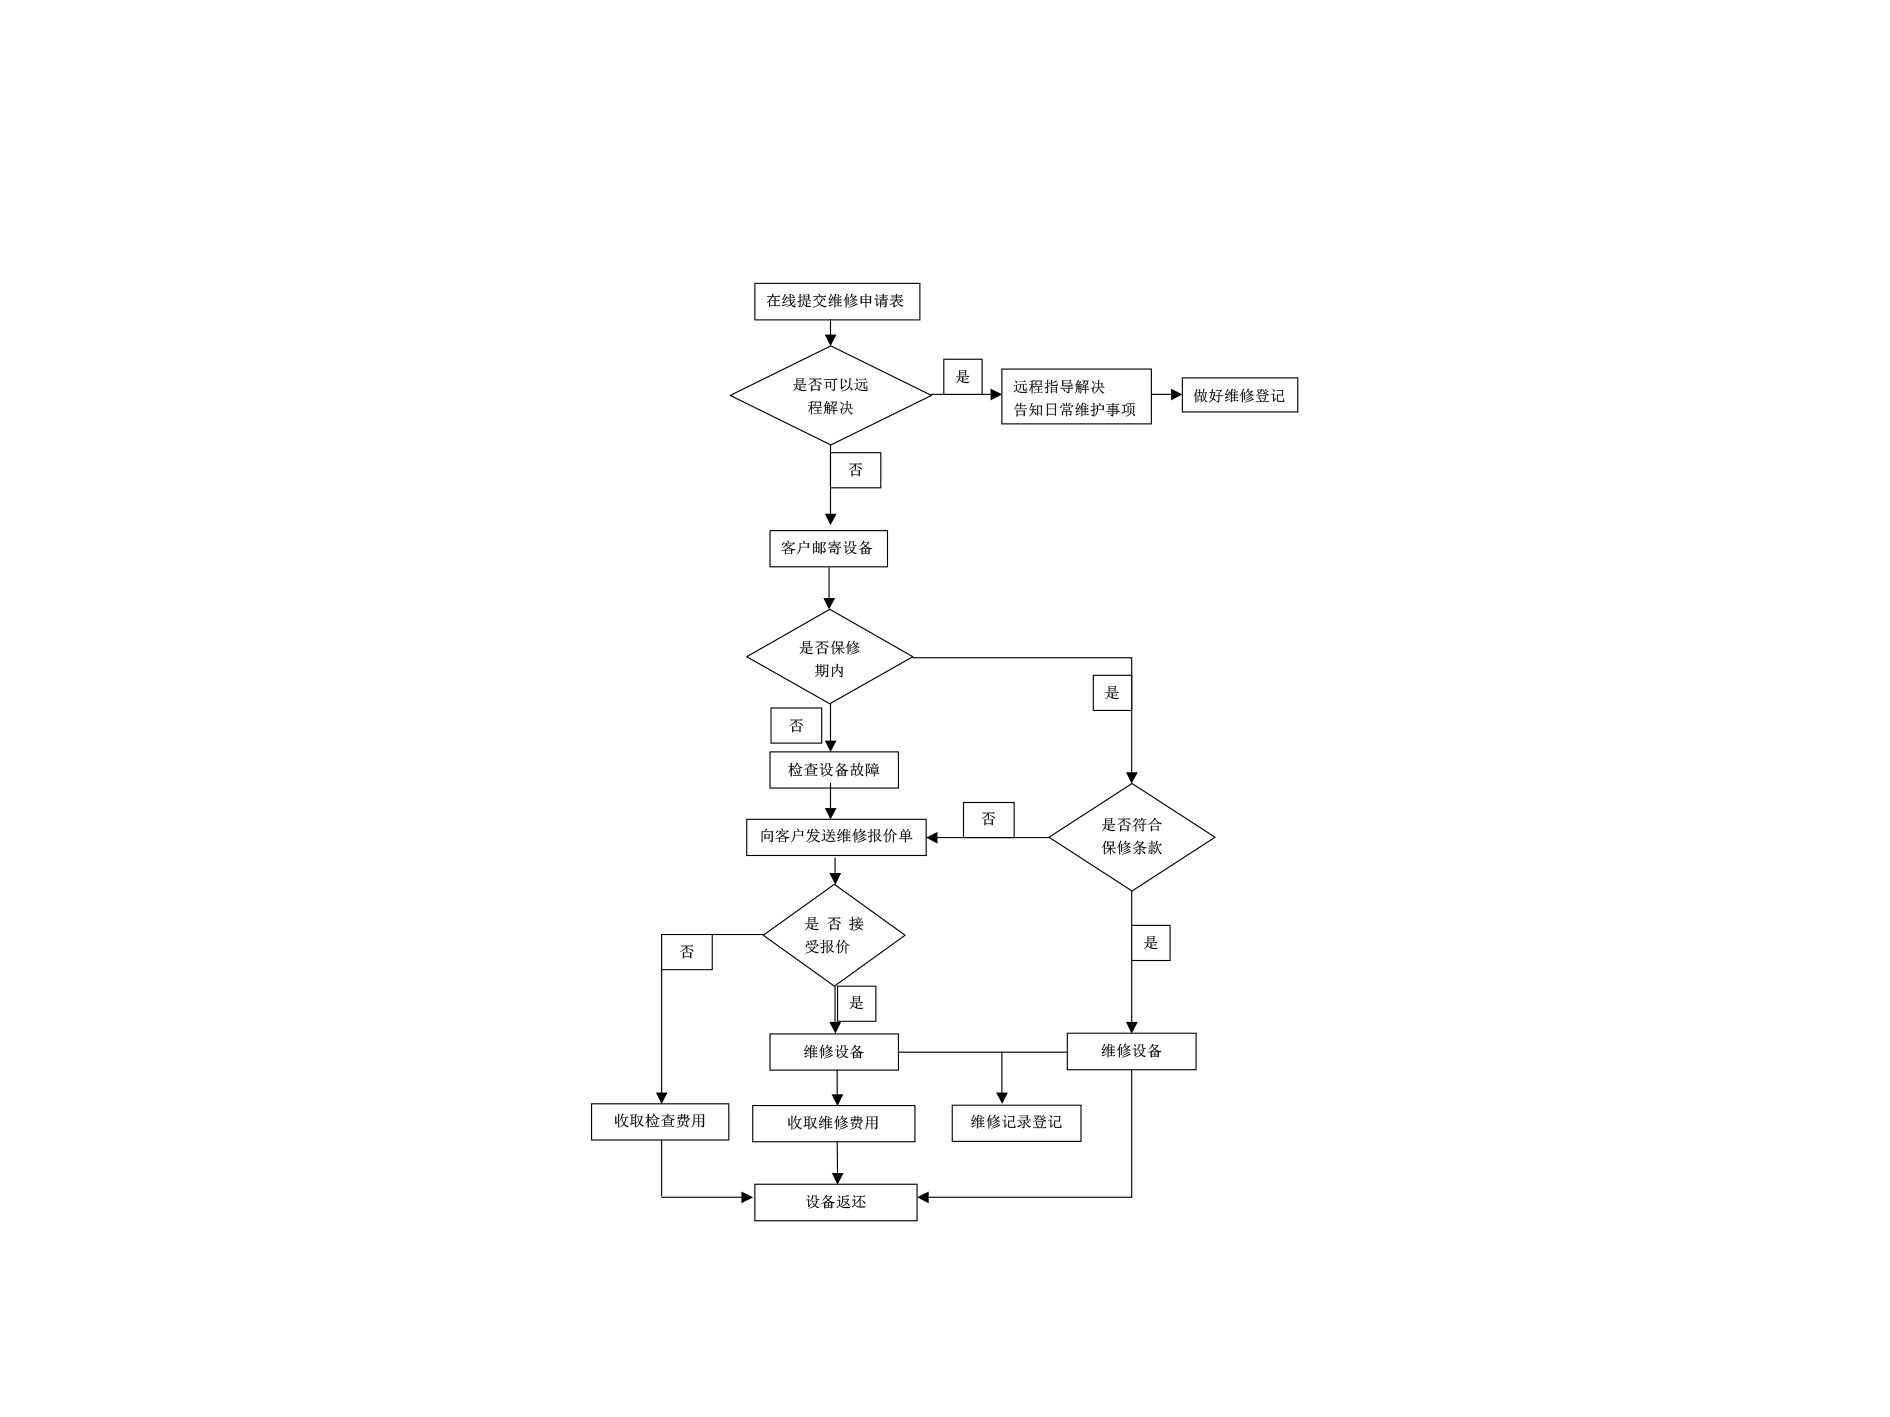 在线提交维修申请表
是否可以远
程解决
是
远程指导解决
告知日常维护事项
做好维修登记
否
客户邮寄设备
是否保修
期内
是
否
检查设备故障
否
向客户发送维修报价单
是否符合
保修条款
是 否 接
受报价
否
是
是
维修设备
维修设备
收取检查费用
收取维修费用
维修记录登记
设备返还